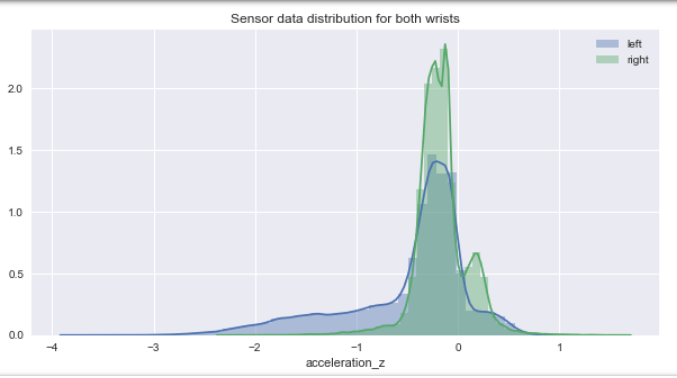 Sensor data distribution for both wrists
left
right
2.0
1.5
1.0
0.5
0.0
−4
−3
−2
−1
0
1
acceleration_z